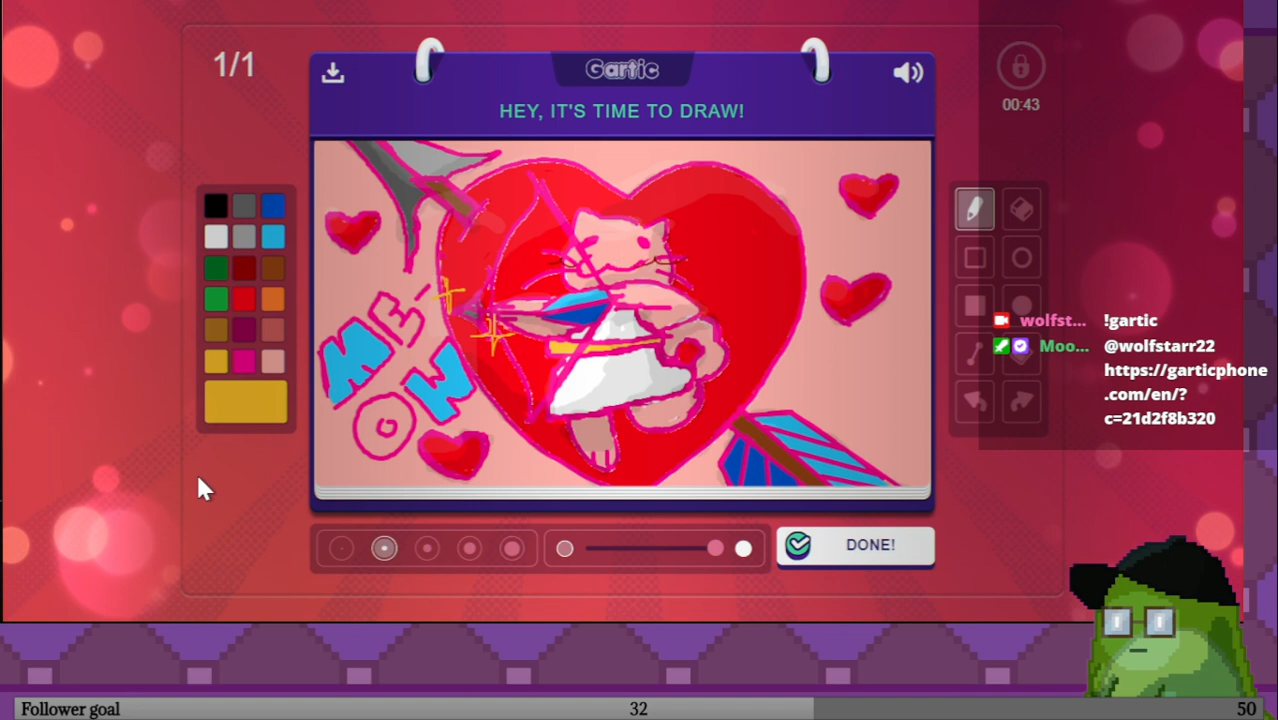 1/1
Gartic
HEY, IT'S TIME TO DRAW!
00:43
ME
OW
wolfst... !gartic
Moo... @wolfstarr22
https://garticphone
.com/en/?
c=21d2f8b320
DONE!
Follower goal 32 50